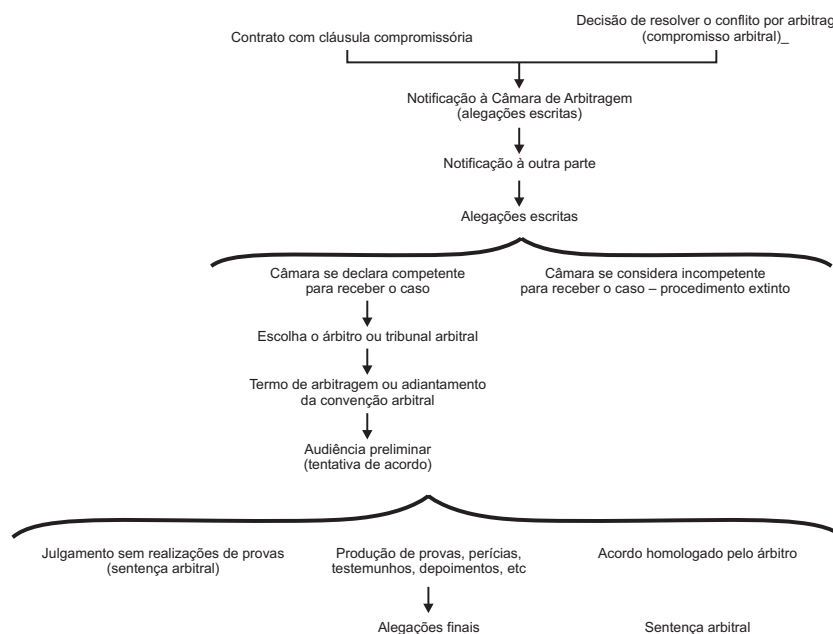 Contrato com cláusula compromissória
Decisão de resolver o conflito por arbitrag
(compromisso arbitral)_
Notificação à Câmara de Arbitragem
(alegações escritas)
Notificação à outra parte
Alegações escritas
Câmara se declara competente
para receber o caso
Câmara se considera incompetente
para receber o caso – procedimento extinto
Escolha o árbitro ou tribunal arbitral
Termo de arbitragem ou adiantamento
da convenção arbitral
Audiência preliminar
(tentativa de acordo)
Julgamento sem realizações de provas
(sentença arbitral)
Produção de provas, perícias,
testemunhos, depoimentos, etc
Acordo homologado pelo árbitro
Alegações finais
Sentença arbitral